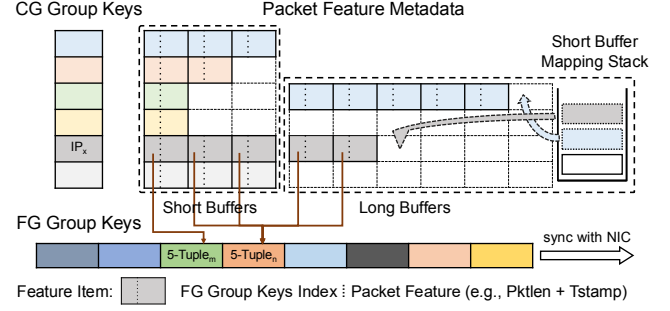 CG Group Keys
Packet Feature Metadata
Short Buffer
Mapping Stack
IPₓ
Short Buffers
Long Buffers
FG Group Keys
5-Tupleₘ
5-Tupleₙ
sync with NIC
Feature Item:
FG Group Keys Index ⁝ Packet Feature (e.g., Pktlen + Tstamp)